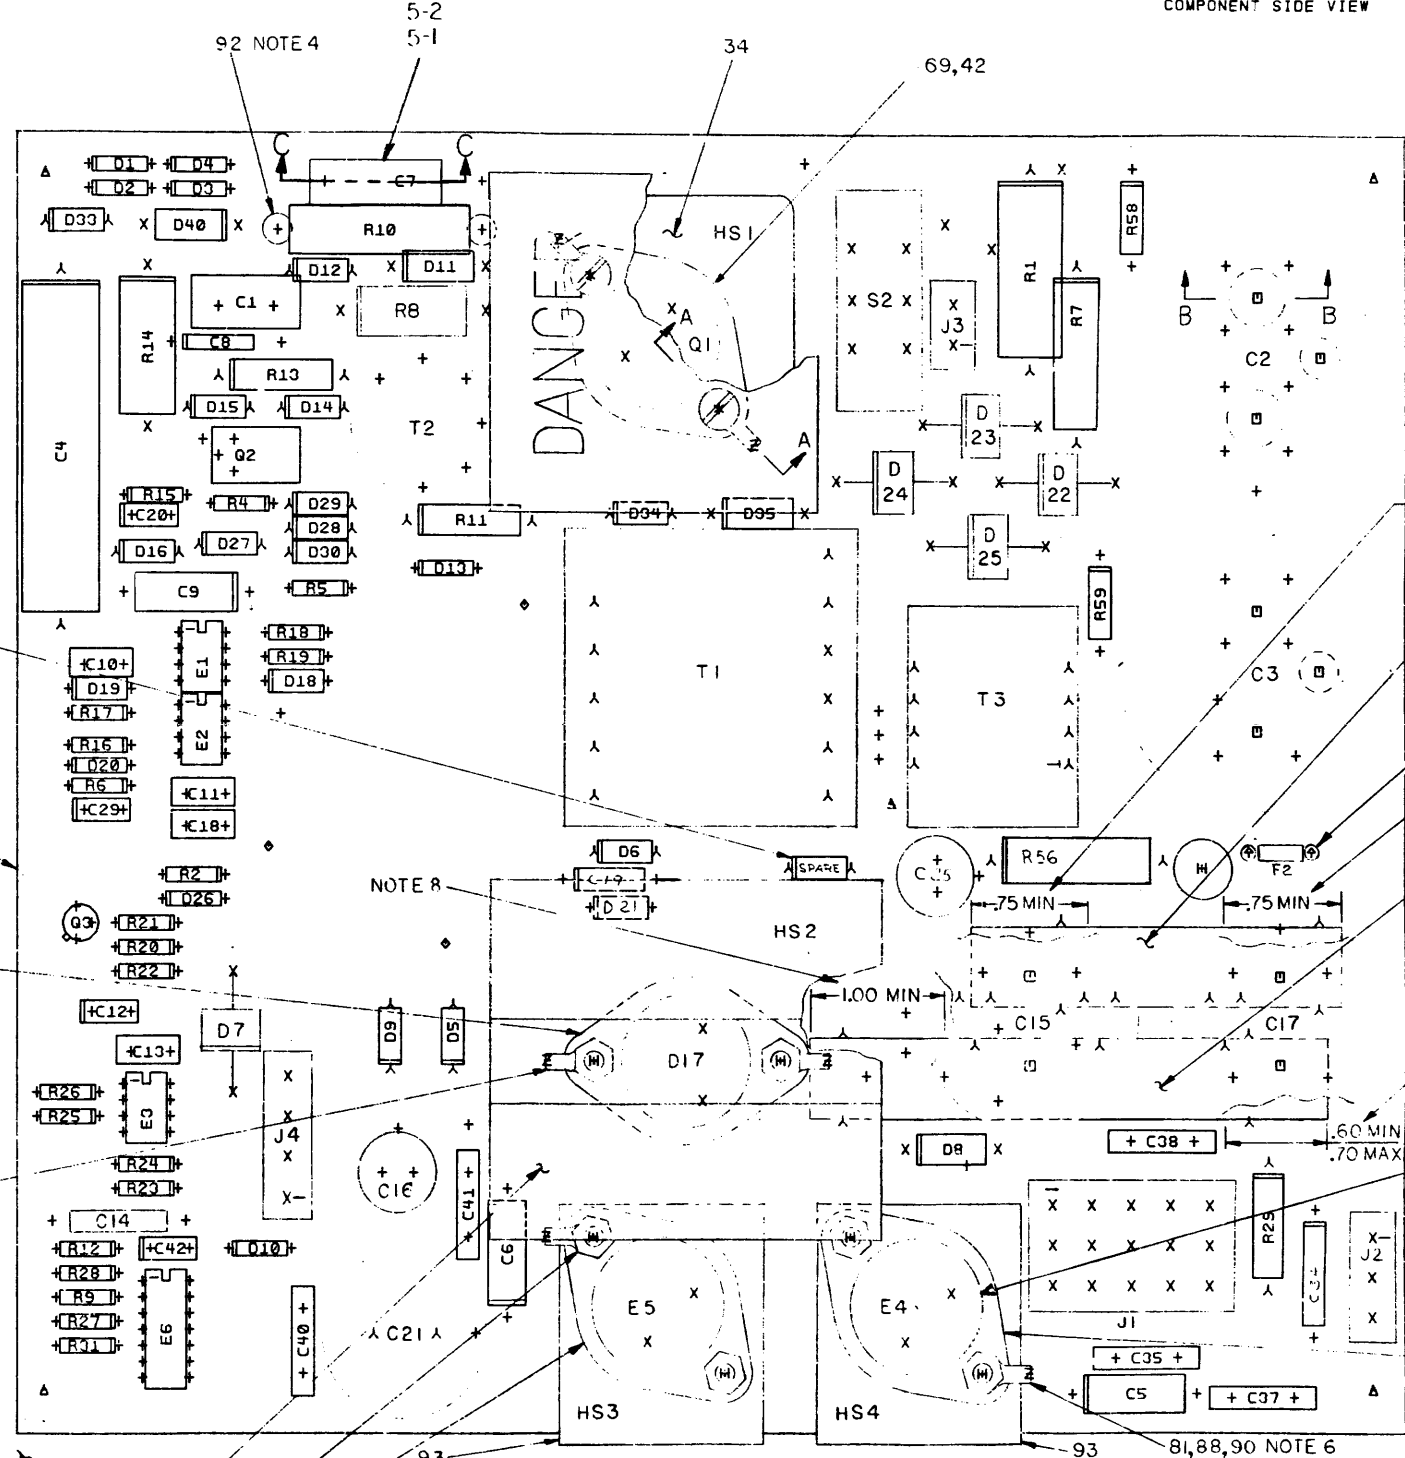 COMPONENT SIDE VIEW
5-2
5-1
92 NOTE 4
34
69,42
C C
D1 D4
D2 D3
C7
D33
D40
R10
HS1
R58
D12
D11
DANGE
C1
R8
S2
J3
R1
R7
B B
C2
R14
C8
A
Q1
R13
D15
D14
T2
D
23
C4
Q2
A
D
24
D
22
R15
C20
R4
D29
R11
D34
D35
D28
D16
D27
D30
D
25
D13
C9
R5
R59
R18
C10
E1
R19
D19
D18
T1
T3
C3
R17
E2
R16
D20
R6
C11
C29
C18
D6
SPARE
R56
F2
R2
NOTE 8
C19
D26
D21
.75 MIN
.75 MIN
Q3
R21
HS2
R20
R22
1.00 MIN
C12
D7
D9
D5
D17
C15
C17
C13
R26
E3
R25
J4
D8
C38
.60 MIN
.70 MAX
R24
C16
C41
R23
C14
R12
C42
D10
C6
R29
C34
J2
R28
R9
E6
C40
E5
E4
R27
C21
J1
R31
C35
C5
C37
HS3
HS4
93
93
81,88,90 NOTE 6